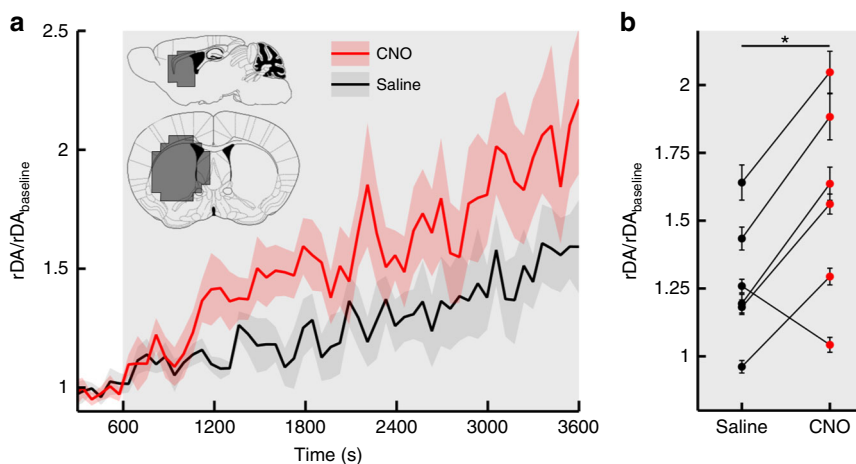 a
2.5
2
1.5
1
rDA/rDAbaseline
CNO
Saline
600 1200 1800 2400 3000 3600
Time (s)
b
*
2
1.75
1.5
1.25
1
rDA/rDAbaseline
Saline CNO